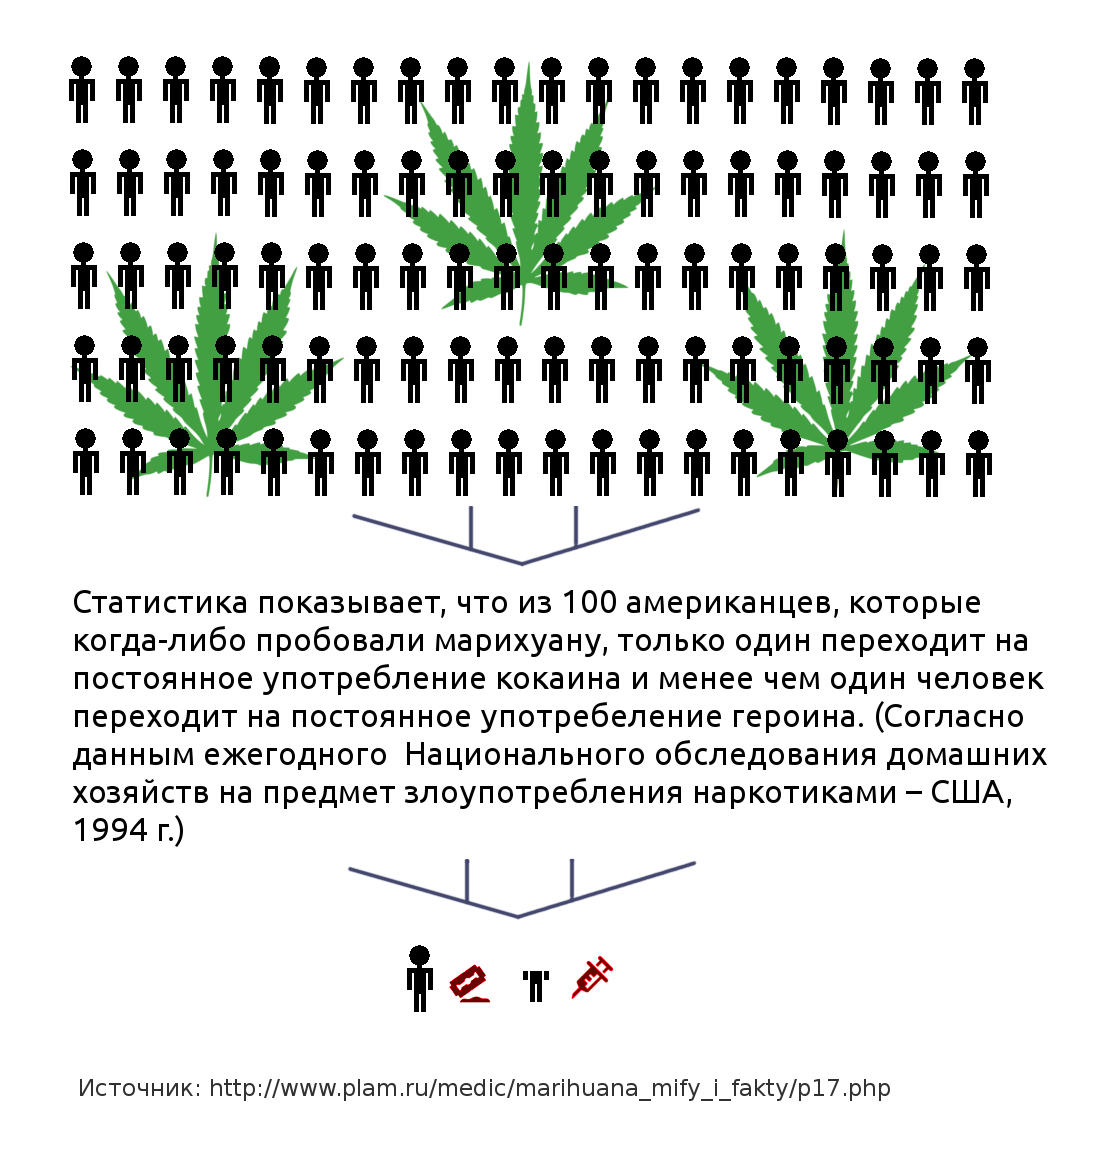 Статистика показывает, что из 100 американцев, которые
когда-либо пробовали марихуану, только один переходит на
постоянное употребление кокаина и менее чем один человек
переходит на постоянное употребеление героина. (Согласно
данным ежегодного  Национального обследования домашних
хозяйств на предмет злоупотребления наркотиками – США,
1994 г.)
Источник: http://www.plam.ru/medic/marihuana_mify_i_fakty/p17.php